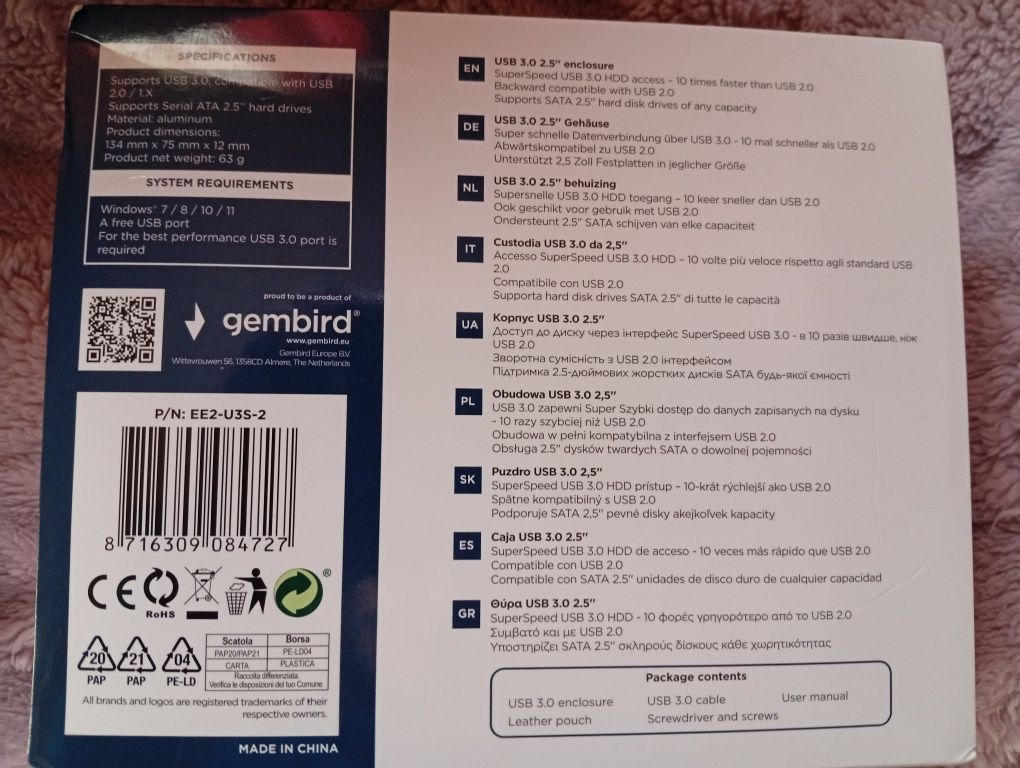 SPECIFICATIONS
Supports USB 3.0, compatible with USB
2.0 / 1.X
Supports Serial ATA 2.5" hard drives
Material: aluminum
Product dimensions:
134 mm x 75 mm x 12 mm
Product net weight: 63 g
SYSTEM REQUIREMENTS
Windows® 7 / 8 / 10 / 11
A free USB port
For the best performance USB 3.0 port is
required
proud to be a product of
gembird®
www.gembird.eu
Gembird Europe B.V.
Wittevrouwen 56, 1358CD Almere, The Netherlands
P/N: EE2-U3S-2
8 716309 084727
CE
RoHS
®
20
PAP
21
PAP
04
PE-LD
Scatola Borsa
PAP20/PAP21 PE-LD04
CARTA PLASTICA
Raccolta differenziata.
Verifica le disposizioni del tuo Comune.
All brands and logos are registered trademarks of their
respective owners.
MADE IN CHINA
EN
USB 3.0 2.5" enclosure
SuperSpeed USB 3.0 HDD access - 10 times faster than USB 2.0
Backward compatible with USB 2.0
Supports SATA 2.5" hard disk drives of any capacity
DE
USB 3.0 2.5" Gehäuse
Super schnelle Datenverbindung über USB 3.0 - 10 mal schneller als USB 2.0
Abwärtskompatibel zu USB 2.0
Unterstützt 2,5 Zoll Festplatten in jeglicher Größe
NL
USB 3.0 2.5" behuizing
Supersnelle USB 3.0 HDD toegang - 10 keer sneller dan USB 2.0
Ook geschikt voor gebruik met USB 2.0
Ondersteunt 2.5" SATA schijven van elke capaciteit
IT
Custodia USB 3.0 da 2,5"
Accesso SuperSpeed USB 3.0 HDD – 10 volte più veloce rispetto agli standard USB
2.0
Compatibile con USB 2.0
Supporta hard disk drives SATA 2.5" di tutte le capacità
UA
Корпус USB 3.0 2.5"
Доступ до диску через інтерфейс SuperSpeed USB 3.0 - в 10 разів швидше, ніж
USB 2.0
Зворотна сумісність з USB 2.0 інтерфейсом
Підтримка 2.5-дюймових жорстких дисків SATA будь-якої ємності
PL
Obudowa USB 3.0 2,5"
USB 3.0 zapewni Super Szybki dostęp do danych zapisanych na dysku
- 10 razy szybciej niż USB 2.0
Obudowa w pełni kompatybilna z interfejsem USB 2.0
Obsługa 2.5" dysków twardych SATA o dowolnej pojemności
SK
Puzdro USB 3.0 2,5"
SuperSpeed USB 3.0 HDD prístup – 10-krát rýchlejší ako USB 2.0
Spätne kompatibilný s USB 2.0
Podporuje SATA 2,5" pevné disky akejkoľvek kapacity
ES
Caja USB 3.0 2.5"
SuperSpeed USB 3.0 HDD de acceso - 10 veces más rápido que USB 2.0
Compatible con USB 2.0
Compatible con SATA 2.5" unidades de disco duro de cualquier capacidad
GR
Θύρα USB 3.0 2.5"
SuperSpeed USB 3.0 HDD - 10 φορές γρηγορότερο από το USB 2.0
Συμβατό και με USB 2.0
Υποστηρίζει SATA 2.5" σκληρούς δίσκους κάθε χωρητικότητας
Package contents
USB 3.0 enclosure USB 3.0 cable User manual
Leather pouch Screwdriver and screws